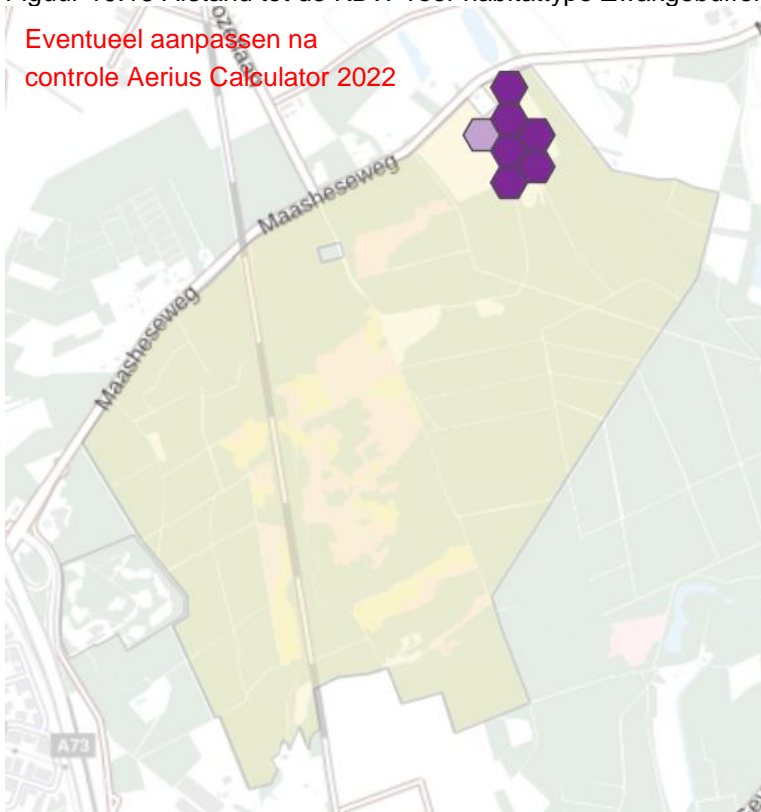 Eventueel aanpassen na
controle Aerius Calculator 2022
Maasheseweg
Maasheseweg
A73